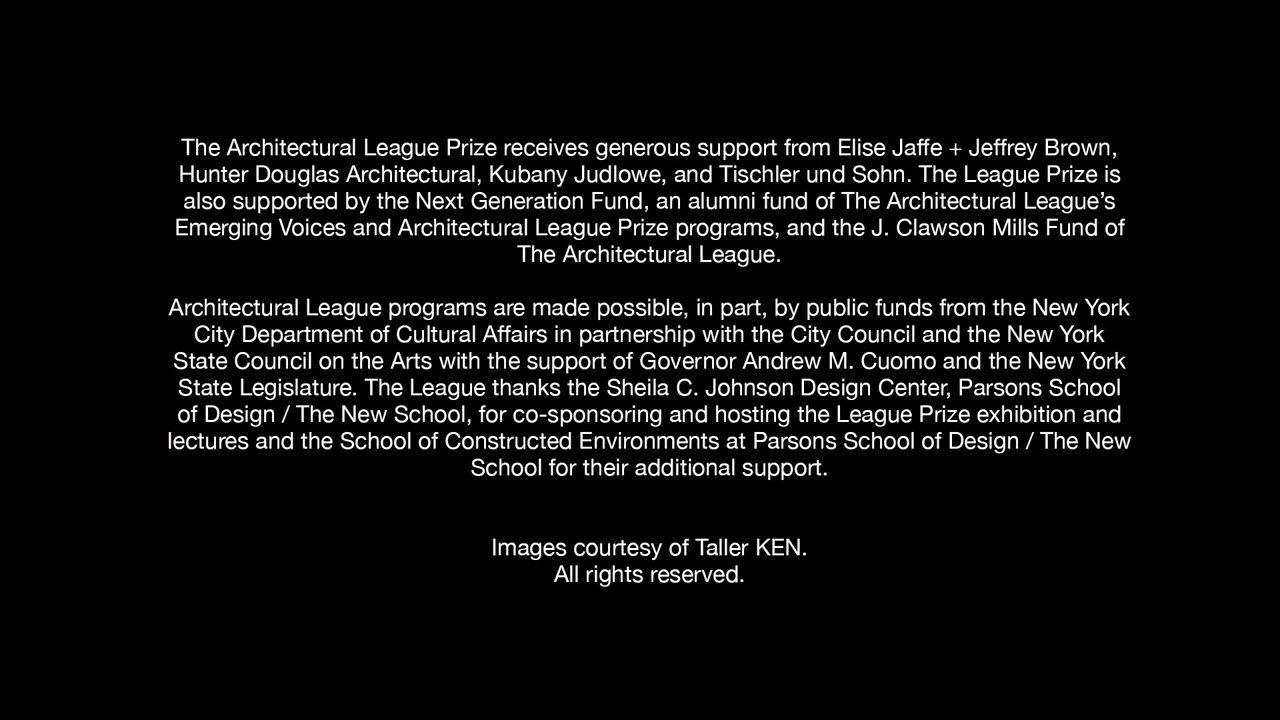 The Architectural League Prize receives generous support from Elise Jaffe + Jeffrey Brown,
Hunter Douglas Architectural, Kubany Judlowe, and Tischler und Sohn. The League Prize is
also supported by the Next Generation Fund, an alumni fund of The Architectural League’s
Emerging Voices and Architectural League Prize programs, and the J. Clawson Mills Fund of
The Architectural League.
Architectural League programs are made possible, in part, by public funds from the New York
City Department of Cultural Affairs in partnership with the City Council and the New York
State Council on the Arts with the support of Governor Andrew M. Cuomo and the New York
State Legislature. The League thanks the Sheila C. Johnson Design Center, Parsons School
of Design / The New School, for co-sponsoring and hosting the League Prize exhibition and
lectures and the School of Constructed Environments at Parsons School of Design / The New
School for their additional support.
Images courtesy of Taller KEN.
All rights reserved.